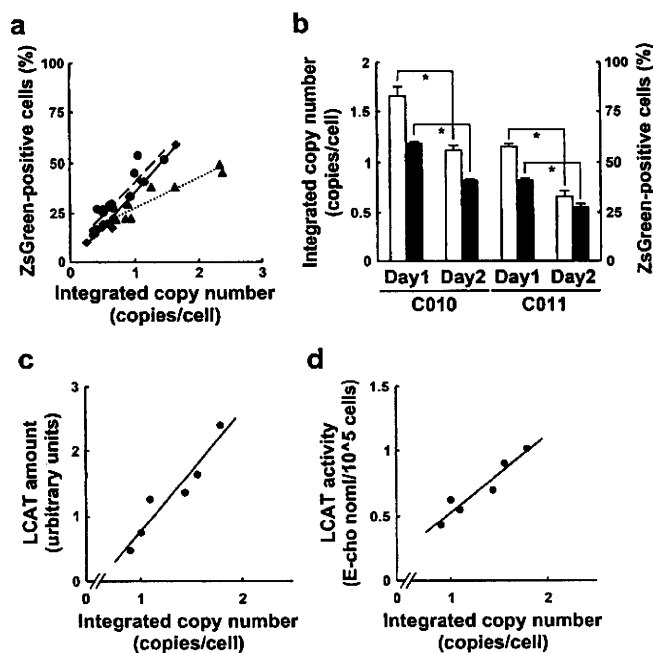 a
ZsGreen-positive cells (%)
100
75
50
25
0
0 1 2 3
Integrated copy number
(copies/cell)
b
Integrated copy number
(copies/cell)
2
1.5
1
0.5
0
* * * *
100
75
50
25
0
ZsGreen-positive cells (%)
Day1 Day2 Day1 Day2
C010 C011
c
LCAT amount
(urbitrary units)
3
2
1
0
0 1 2
Integrated copy number
(copies/cell)
d
LCAT activity
(E-cho noml/10^5 cells)
1.5
1
0.5
0
0 1 2
Integrated copy number
(copies/cell)